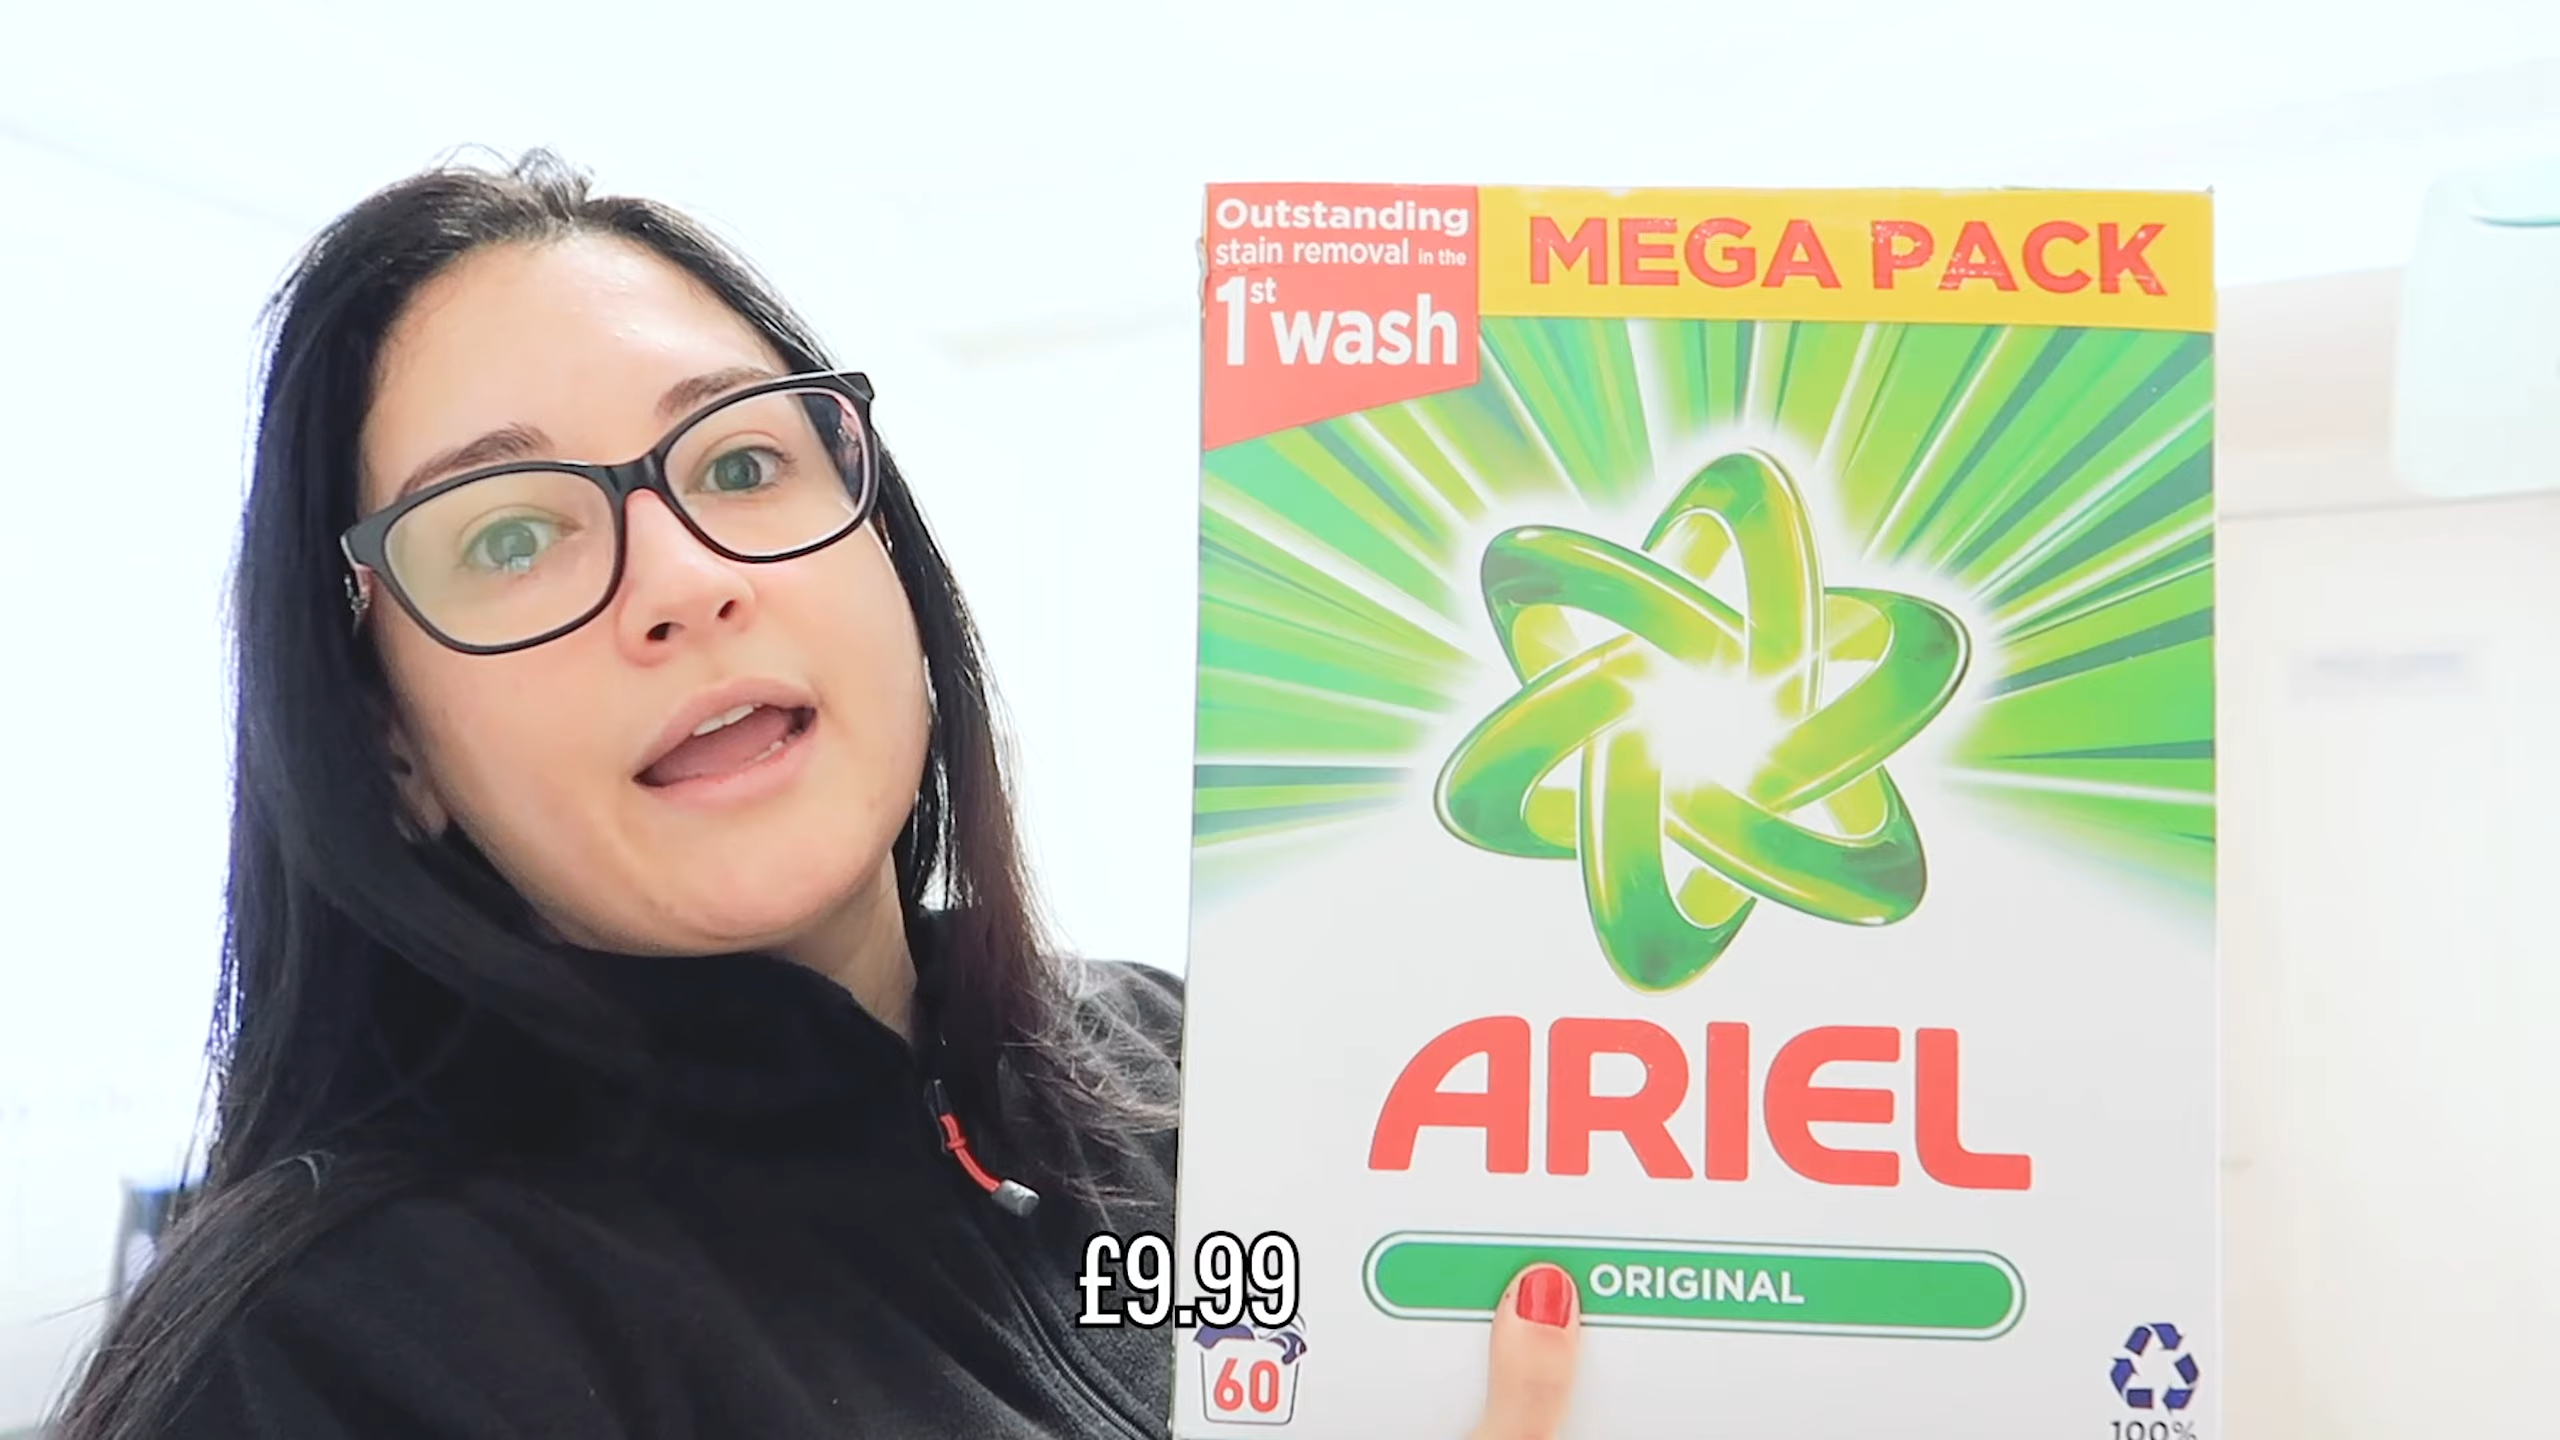 Outstanding
stain removal in the
1st wash
MEGA PACK
ARIEL
ORIGINAL
£9.99
60
100%